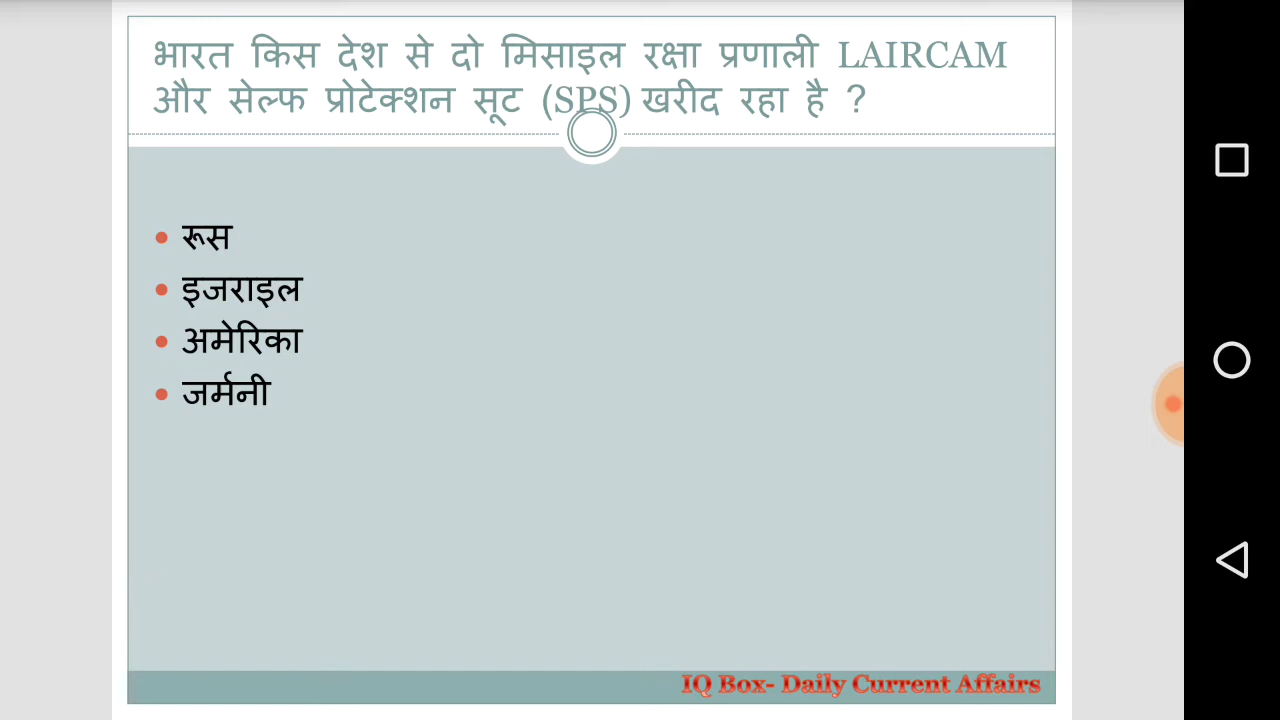 भारत किस देश से दो मिसाइल रक्षा प्रणाली LAIRCAM
और सेल्फ प्रोटेक्शन सूट (SPS) खरीद रहा है ?
रूस
इजराइल
अमेरिका
जर्मनी
IQ Box- Daily Current Affairs